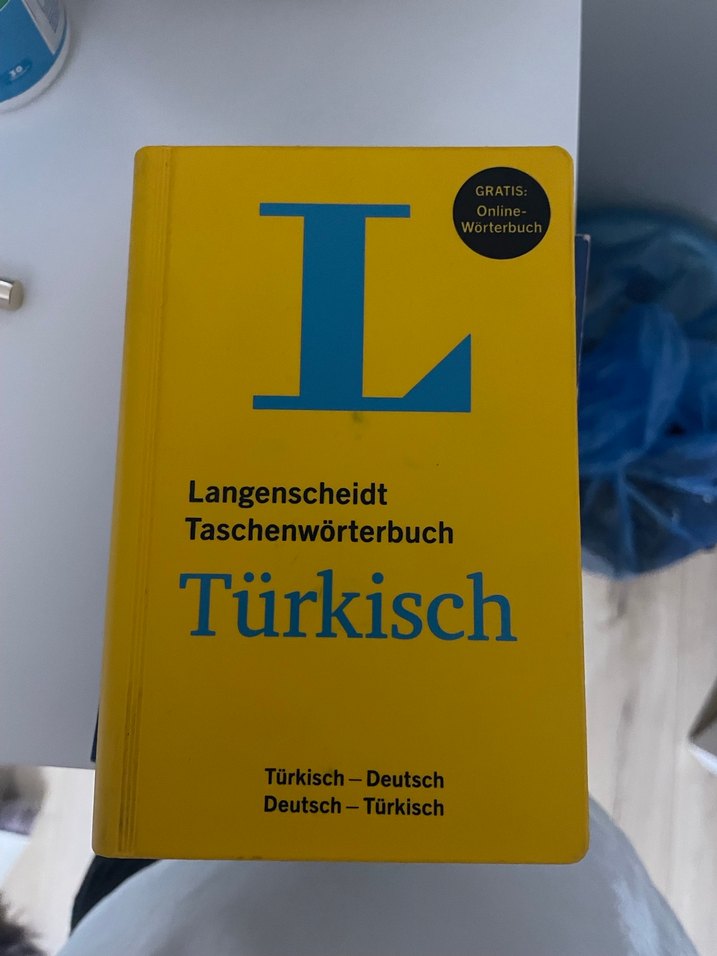 L
GRATIS:
Online-
Wörterbuch
Langenscheidt
Taschenwörterbuch
Türkisch
Türkisch – Deutsch
Deutsch – Türkisch